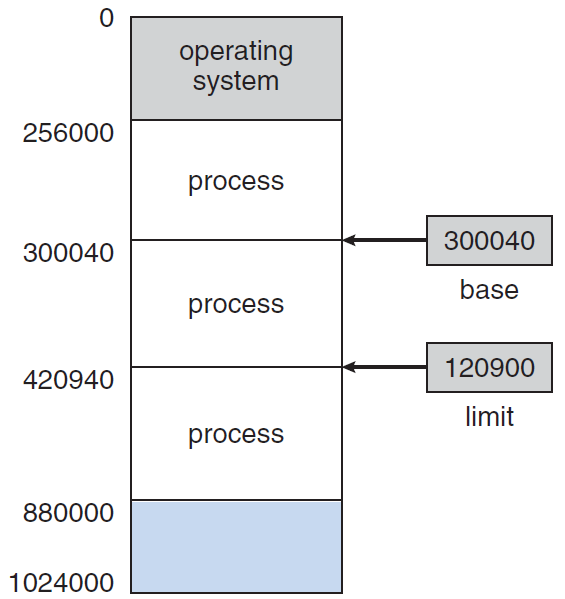 0
operating
system
256000
process
300040
base
300040
process
420940
120900
limit
process
880000
1024000